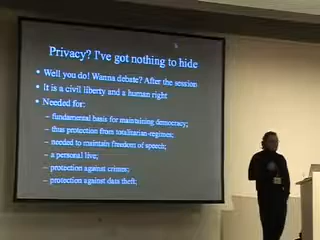 Privacy? I've got nothing to hide
• Well you do! Wanna debate? After the session
• It is a civil liberty and a human right
• Needed for:
– fundamental basis for maintaining democracy;
– thus protection from totalitarian-regimes;
– needed to maintain freedom of speech;
– a personal live;
– protection against crimes;
– protection against data theft;